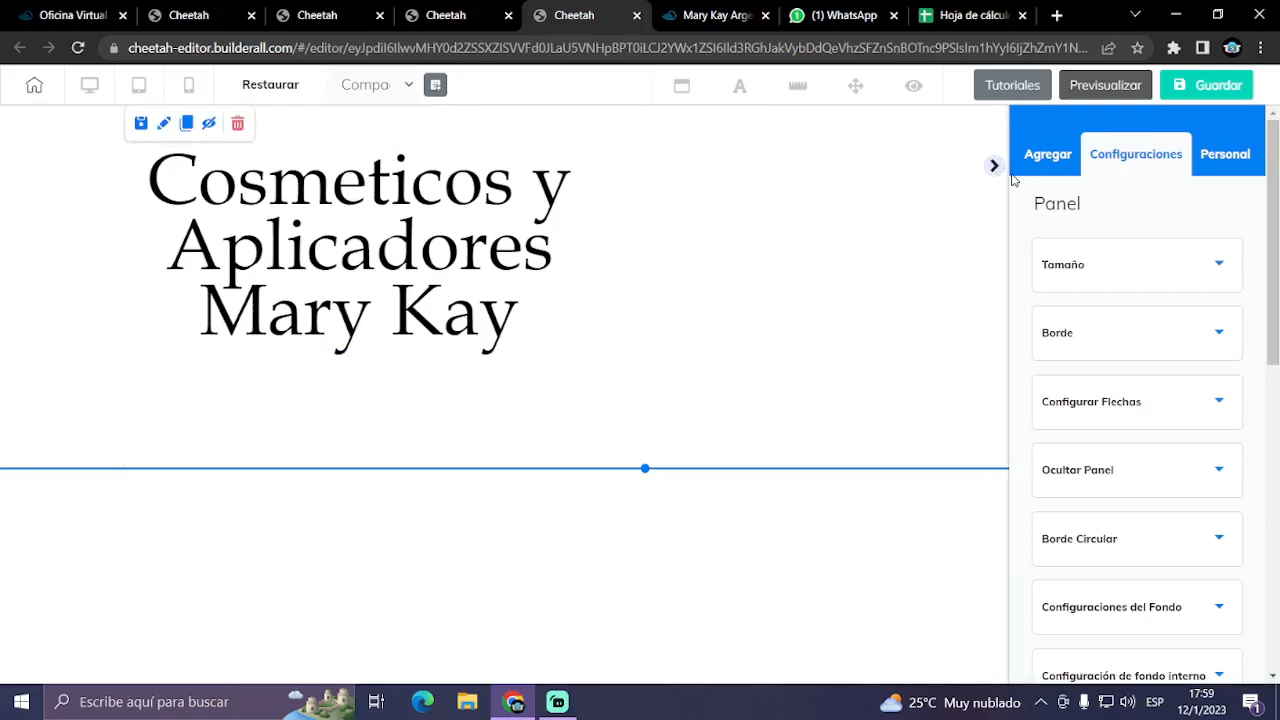 Oficina Virtual
Cheetah
Cheetah
Cheetah
Cheetah
Mary Kay Arge
(1) WhatsApp
Hoja de cálcul
Restaurar
Compa
Tutoriales
Previsualizar
Guardar
Agregar
Configuraciones
Personal
Panel
Tamaño
Borde
Configurar Flechas
Ocultar Panel
Borde Circular
Configuraciones del Fondo
Configuración de fondo interno
Cosmeticos y
Aplicadores
Mary Kay
Escribe aquí para buscar
25°C Muy nublado
ESP
17:59
12/1/2023